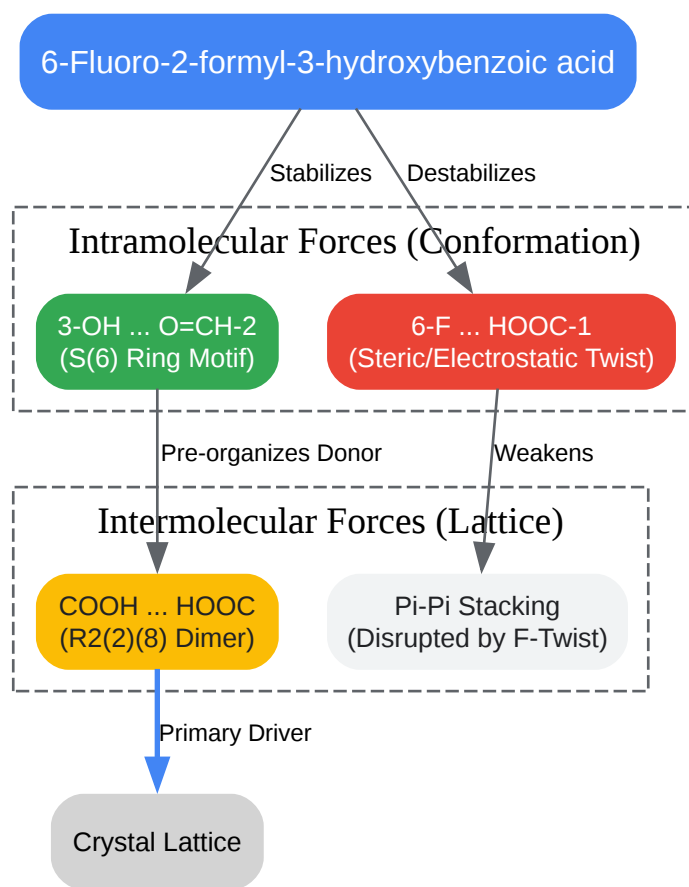 6-Fluoro-2-formyl-3-hydroxybenzoic acid
Stabilizes
Destabilizes
Intramolecular Forces (Conformation)
3-OH ... O=CH-2
(S(6) Ring Motif)
6-F ... HOOC-1
(Steric/Electrostatic Twist)
Pre-organizes Donor
Weakens
Intermolecular Forces (Lattice)
COOH ... HOOC
(R2(2)(8) Dimer)
Pi-Pi Stacking
(Disrupted by F-Twist)
Primary Driver
Crystal Lattice